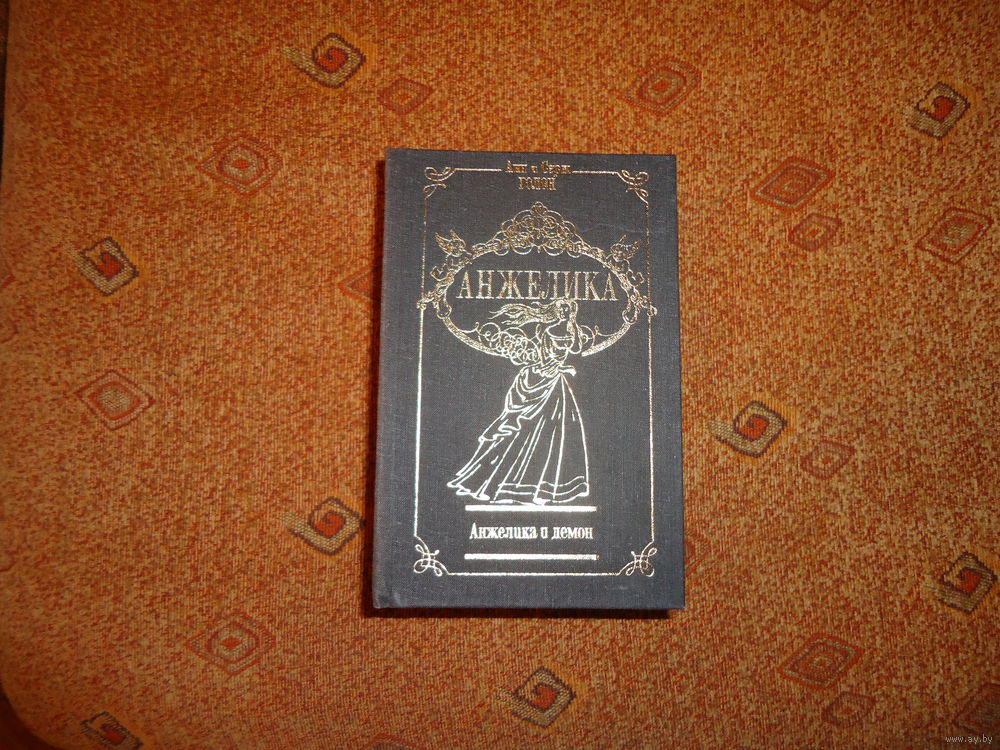 Анн и Серж
ГОЛОН
АНЖЕЛИКА
Анжелика и демон
www.ay.by